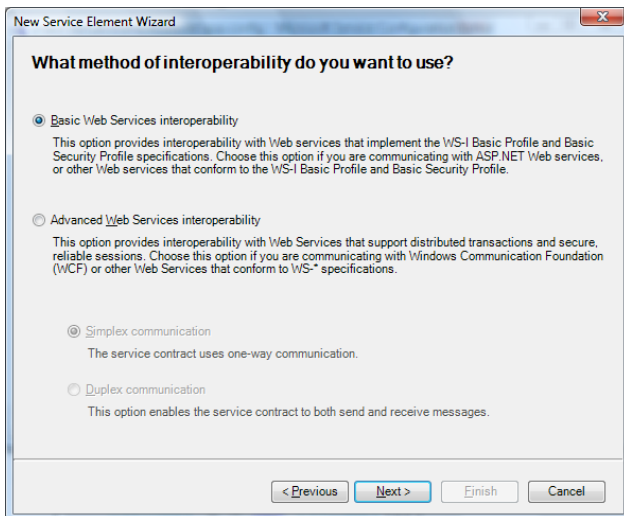 New Service Element Wizard
What method of interoperability do you want to use?
Basic Web Services interoperability
This option provides interoperability with Web services that implement the WS-I Basic Profile and Basic
Security Profile specifications. Choose this option if you are communicating with ASP.NET Web services,
or other Web services that conform to the WS-I Basic Profile and Basic Security Profile.
Advanced Web Services interoperability
This option provides interoperability with Web Services that support distributed transactions and secure,
reliable sessions. Choose this option if you are communicating with Windows Communication Foundation
(WCF) or other Web Services that conform to WS-* specifications.
Simplex communication
The service contract uses one-way communication.
Duplex communication
This option enables the service contract to both send and receive messages.
< Previous Next > Finish Cancel